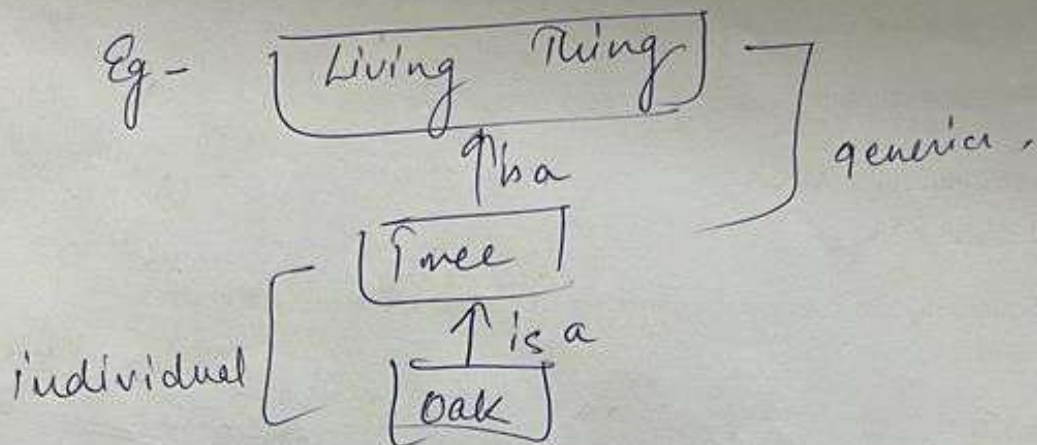 Eg -
Living Thing
is a
generic.
Tree
is a
individual
Oak